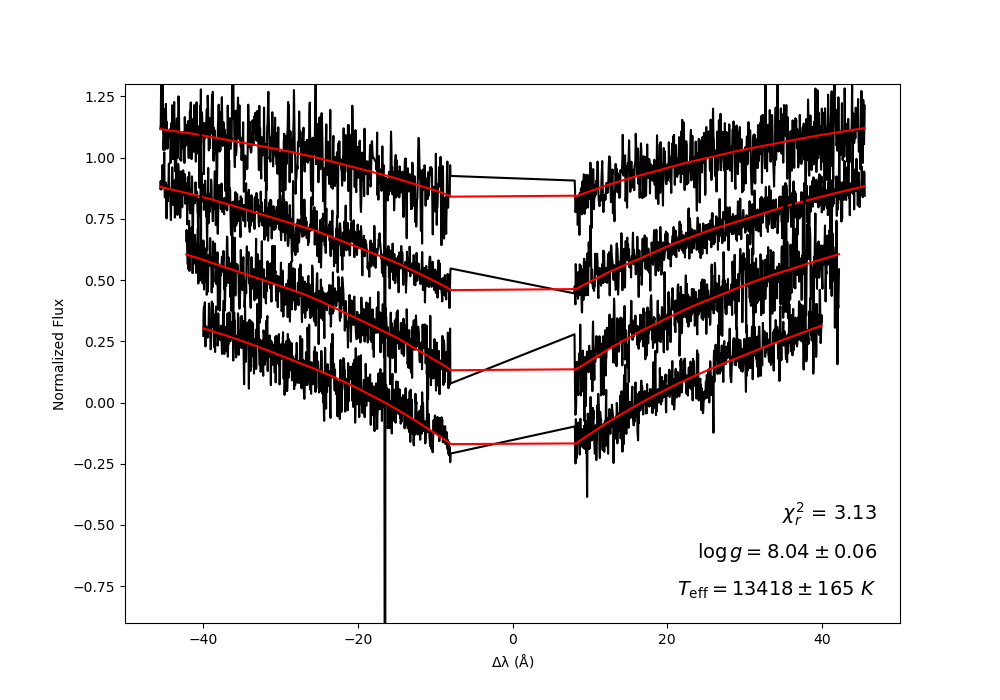 1.25
1.00
0.75
0.50
0.25
0.00
−0.25
−0.50
−0.75
Normalized Flux
χ²ᵣ = 3.13
log g = 8.04 ± 0.06
T_eff = 13418 ± 165 K
−40 −20 0 20 40
Δλ (Å)